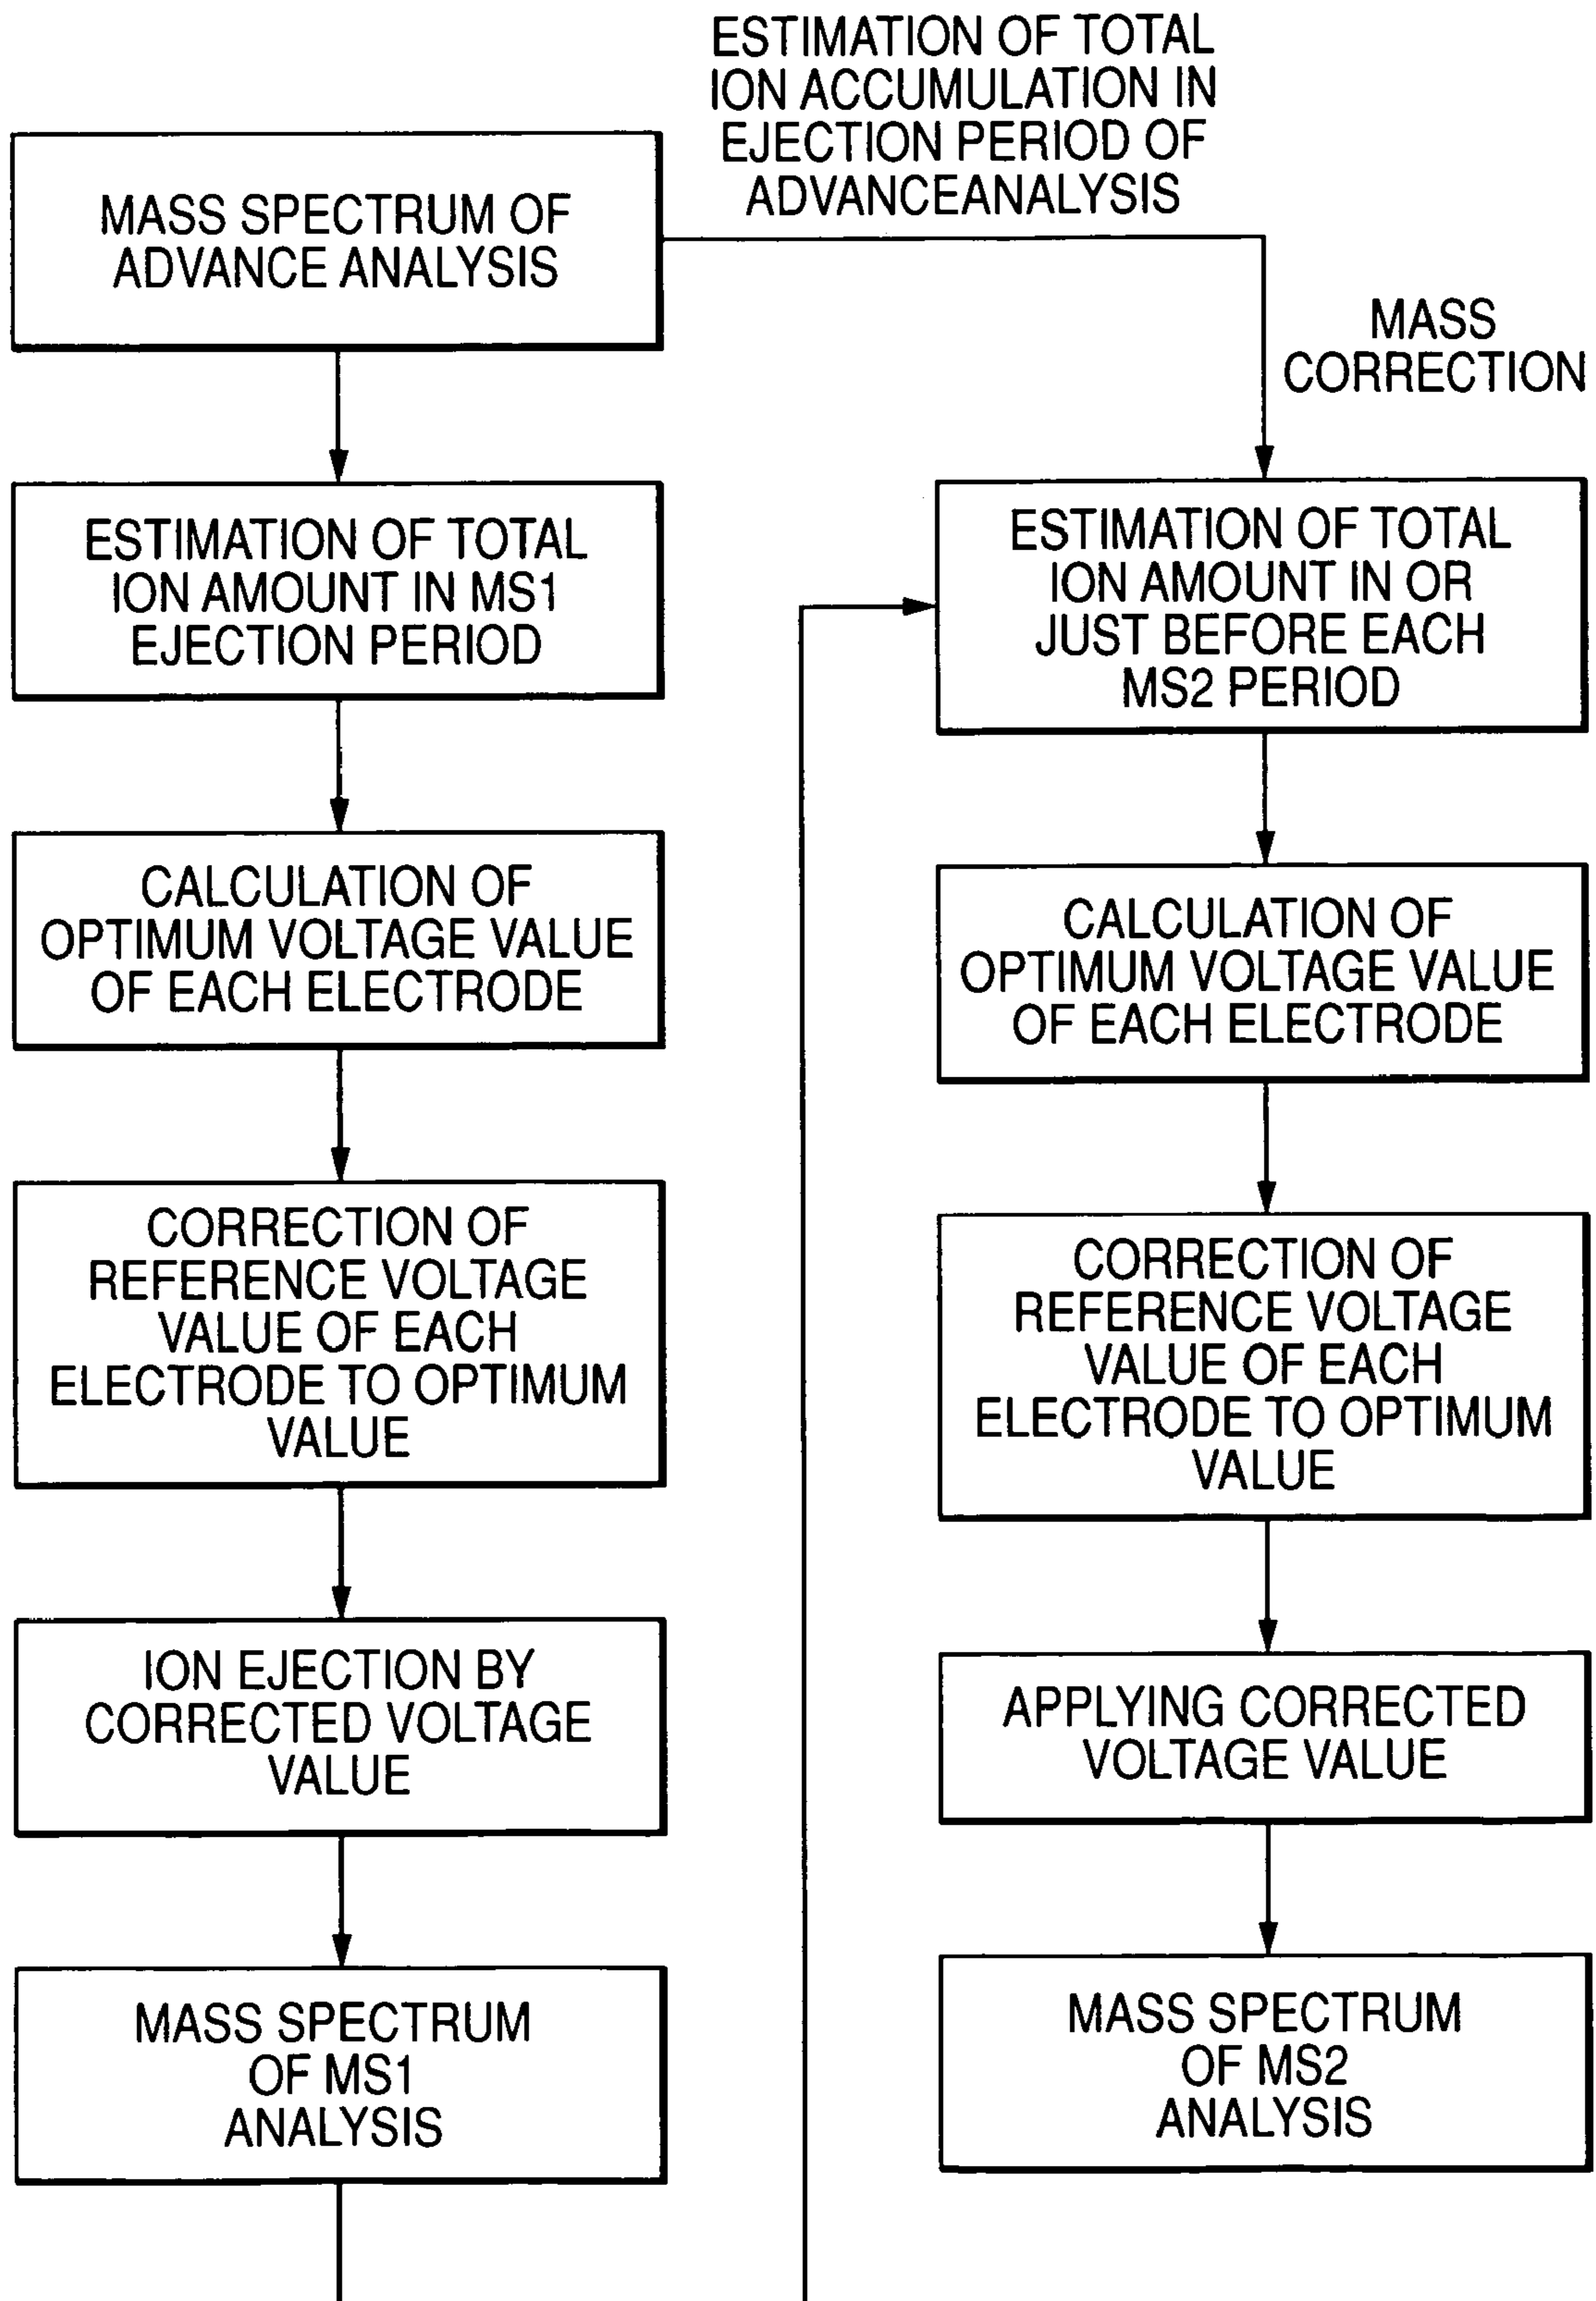 ESTIMATION OF TOTAL
ION ACCUMULATION IN
EJECTION PERIOD OF
ADVANCEANALYSIS
MASS SPECTRUM OF
ADVANCE ANALYSIS
MASS
CORRECTION
ESTIMATION OF TOTAL
ION AMOUNT IN MS1
EJECTION PERIOD
CALCULATION OF
OPTIMUM VOLTAGE VALUE
OF EACH ELECTRODE
CORRECTION OF
REFERENCE VOLTAGE
VALUE OF EACH
ELECTRODE TO OPTIMUM
VALUE
ION EJECTION BY
CORRECTED VOLTAGE
VALUE
MASS SPECTRUM
OF MS1
ANALYSIS
ESTIMATION OF TOTAL
ION AMOUNT IN OR
JUST BEFORE EACH
MS2 PERIOD
CALCULATION OF
OPTIMUM VOLTAGE VALUE
OF EACH ELECTRODE
CORRECTION OF
REFERENCE VOLTAGE
VALUE OF EACH
ELECTRODE TO OPTIMUM
VALUE
APPLYING CORRECTED
VOLTAGE VALUE
MASS SPECTRUM
OF MS2
ANALYSIS